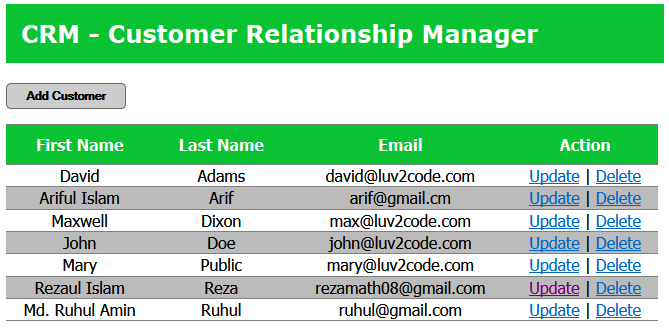 CRM - Customer Relationship Manager
Add Customer
First Name Last Name Email Action
David Adams david@luv2code.com Update | Delete
Ariful Islam Arif arif@gmail.cm Update | Delete
Maxwell Dixon max@luv2code.com Update | Delete
John Doe john@luv2code.com Update | Delete
Mary Public mary@luv2code.com Update | Delete
Rezaul Islam Reza rezamath08@gmail.com Update | Delete
Md. Ruhul Amin Ruhul ruhul@gmail.com Update | Delete